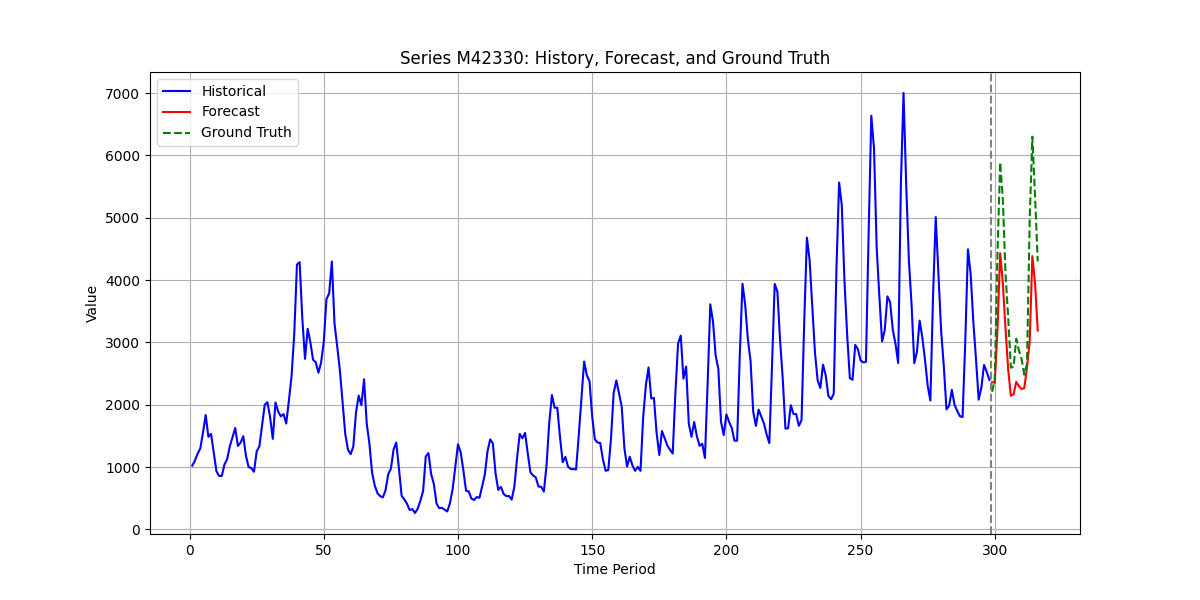 Series M42330: History, Forecast, and Ground Truth
Historical
Forecast
Ground Truth
7000
6000
5000
4000
3000
2000
1000
0
Value
0 50 100 150 200 250 300
Time Period